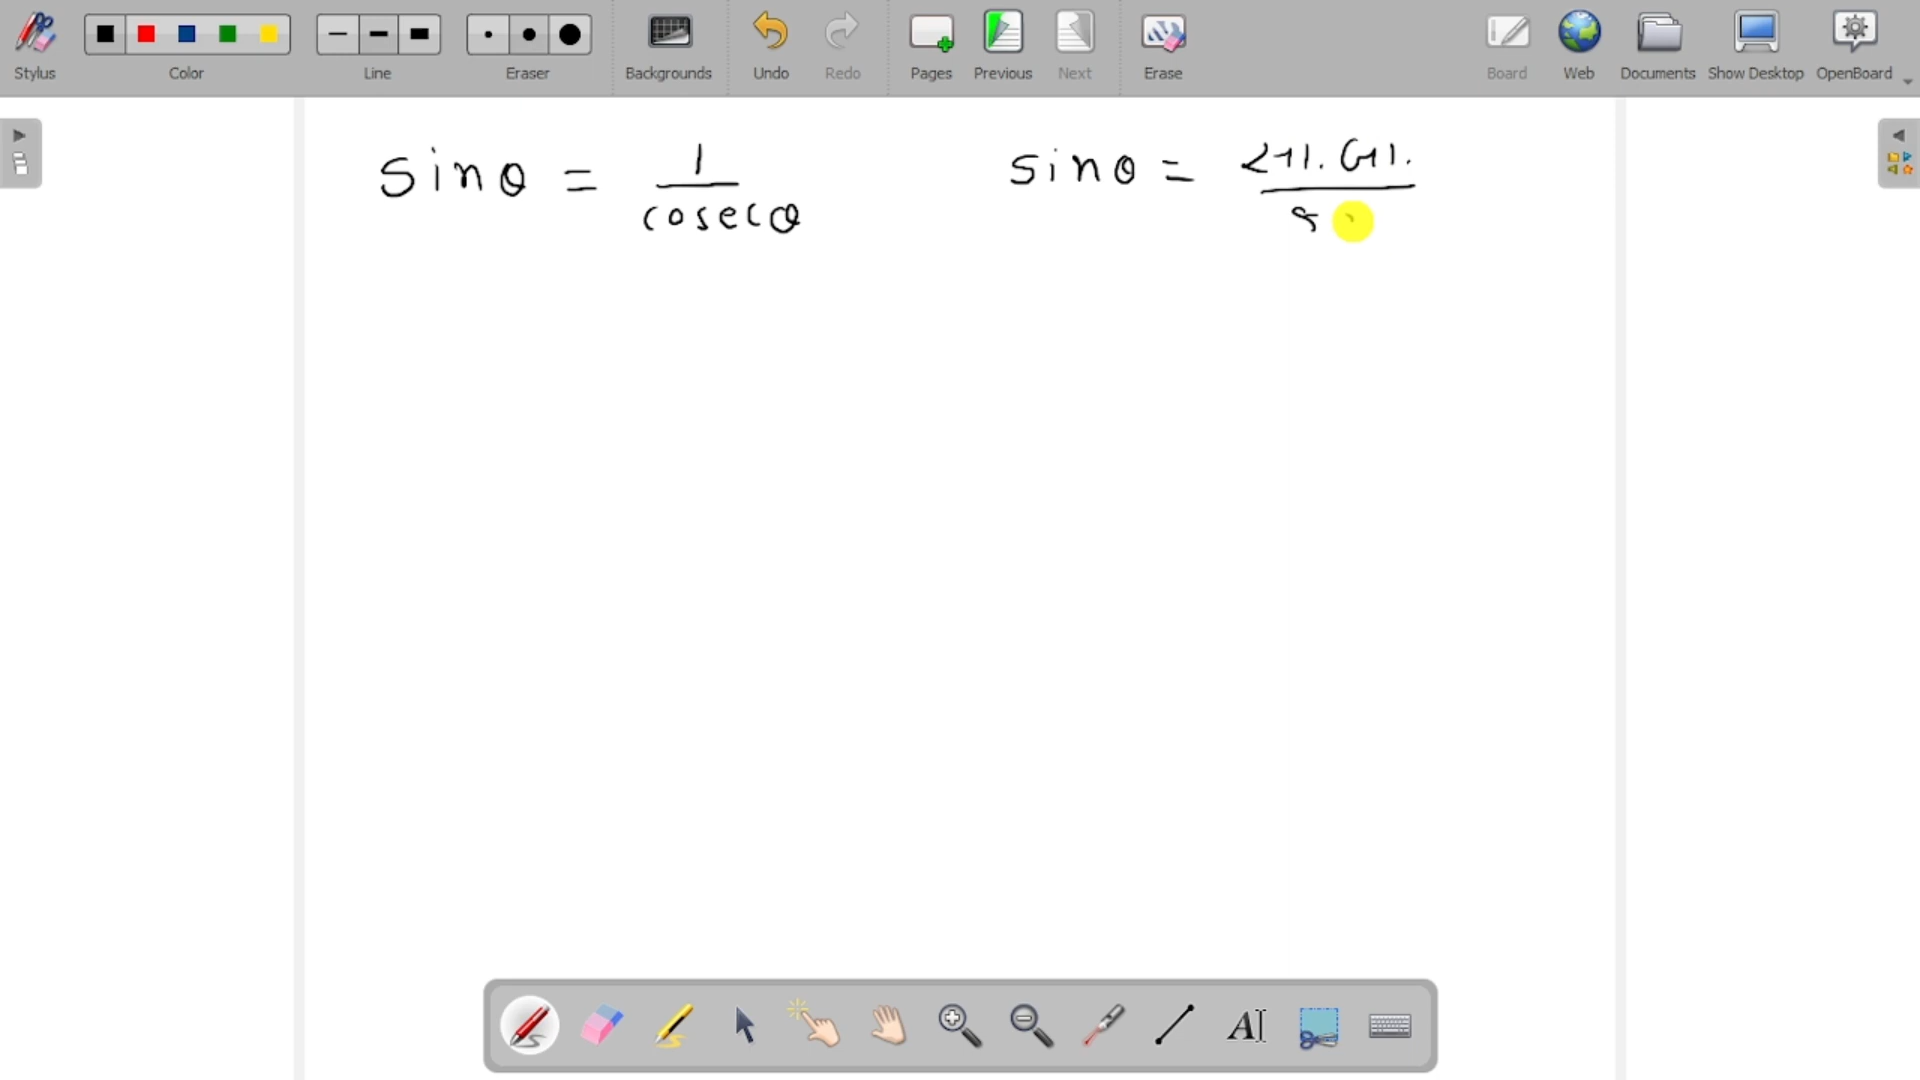 Stylus Color Line Eraser Backgrounds Undo Redo Pages Previous Next Erase Board Web Documents Show Desktop OpenBoard
sinθ = 1/cosecθ
sinθ = સા. બા.